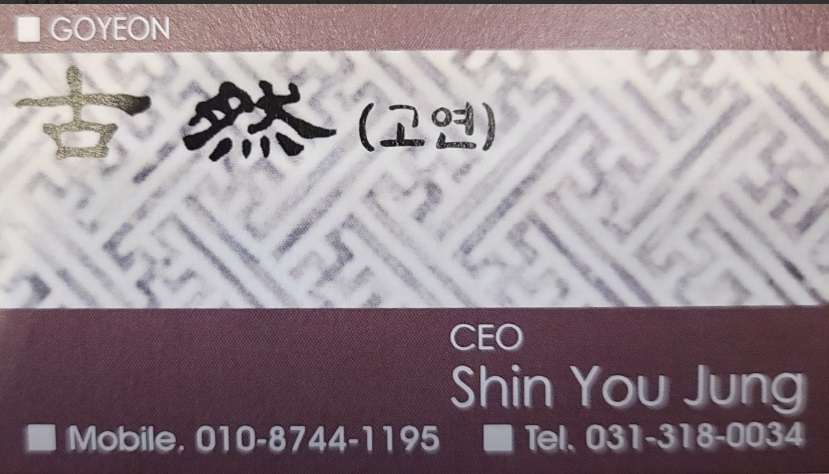 GOYEON
古然 (고연)
CEO
Shin You Jung
Mobile. 010-8744-1195 Tel. 031-318-0034